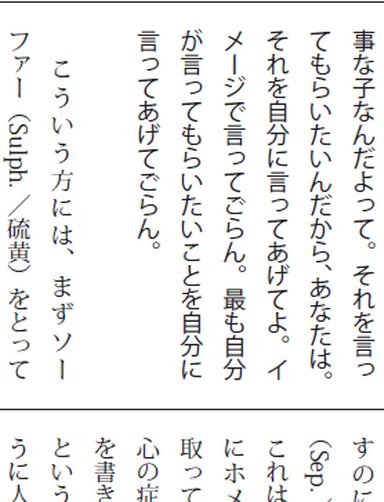 事な子なんだよって。それを言っ
てもらいたいんだから、あなたは。
それを自分に言ってあげてよ。イ
メージで言ってごらん。最も自分
が言ってもらいたいことを自分に
言ってあげてごらん。
こういう方には、まずソー
ファー（Sulph.／硫黄）をとって
すのに
（Sep.
これは
にホメ
取って
心の症
を書き
という
うに人